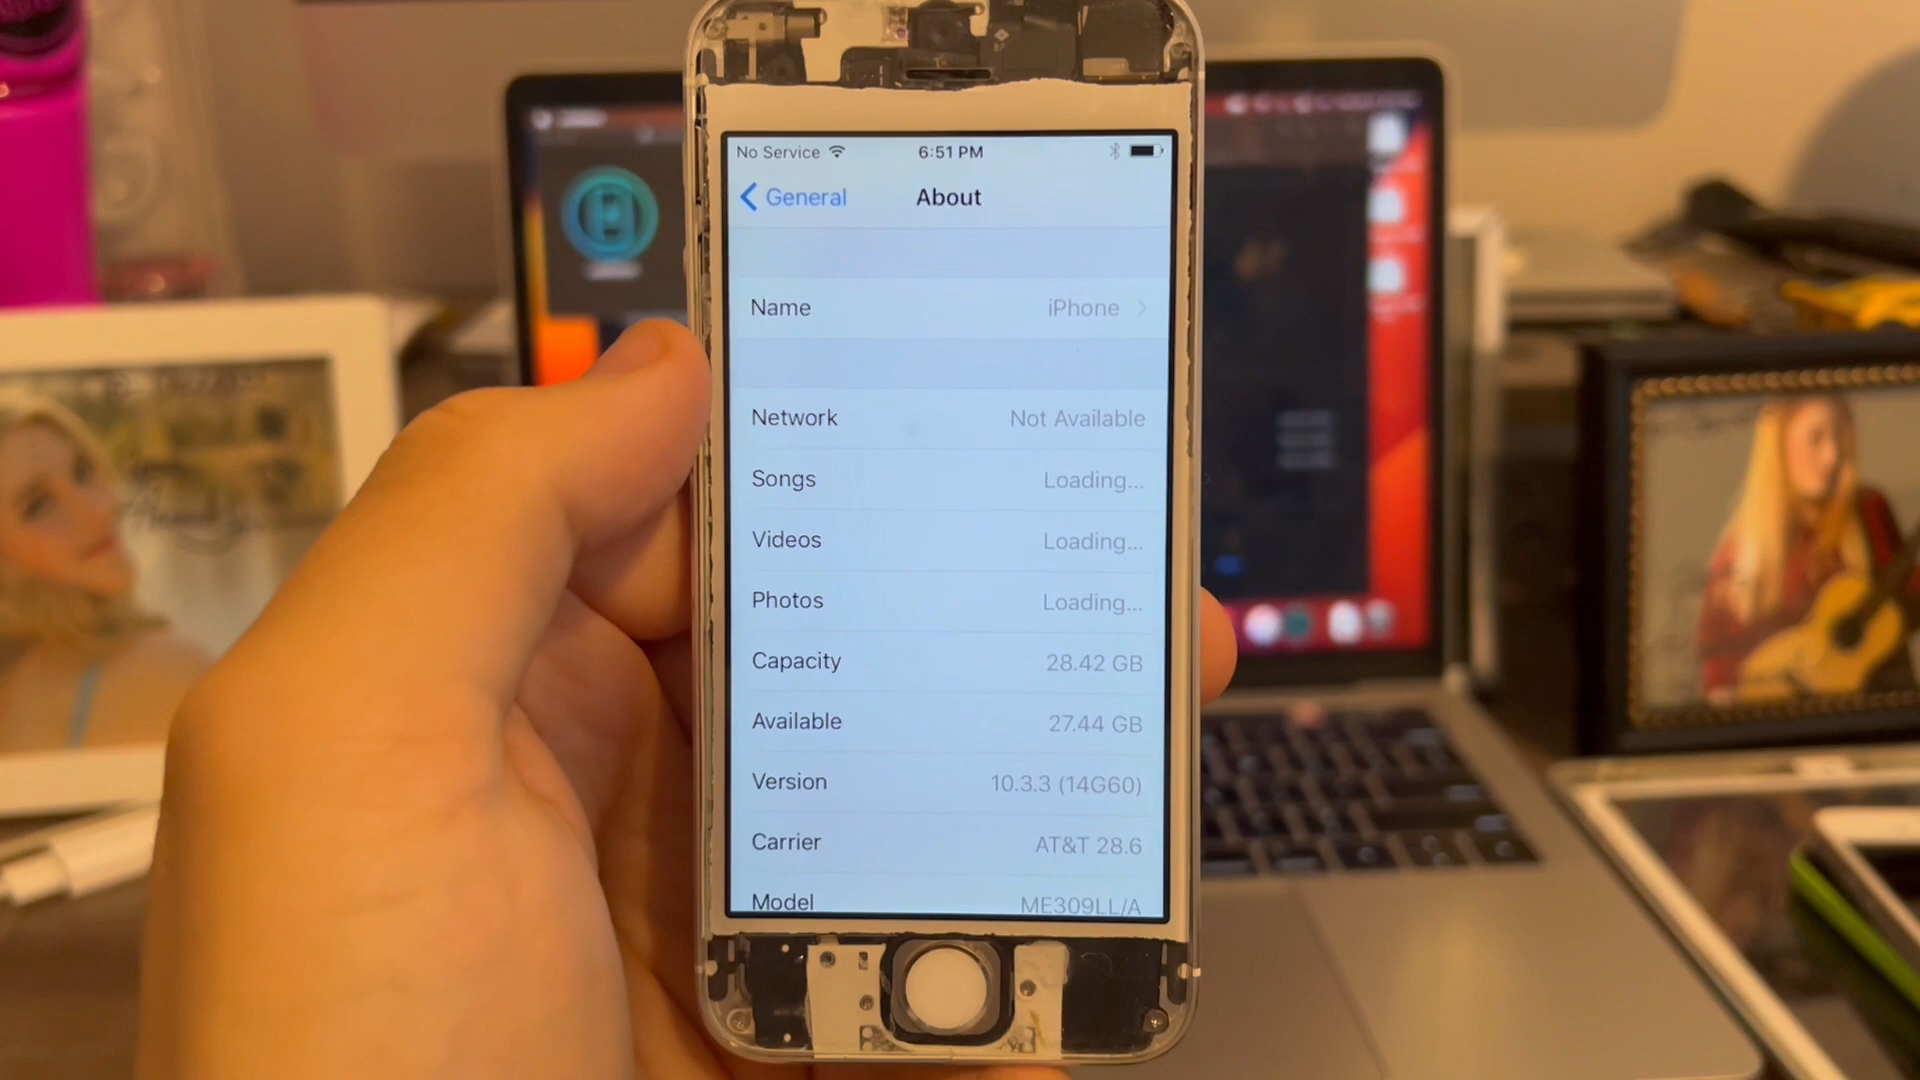 No Service 6:51 PM
General About
Name iPhone
Network Not Available
Songs Loading...
Videos Loading...
Photos Loading...
Capacity 28.42 GB
Available 27.44 GB
Version 10.3.3 (14G60)
Carrier AT&T 28.6
Model ME309LL/A